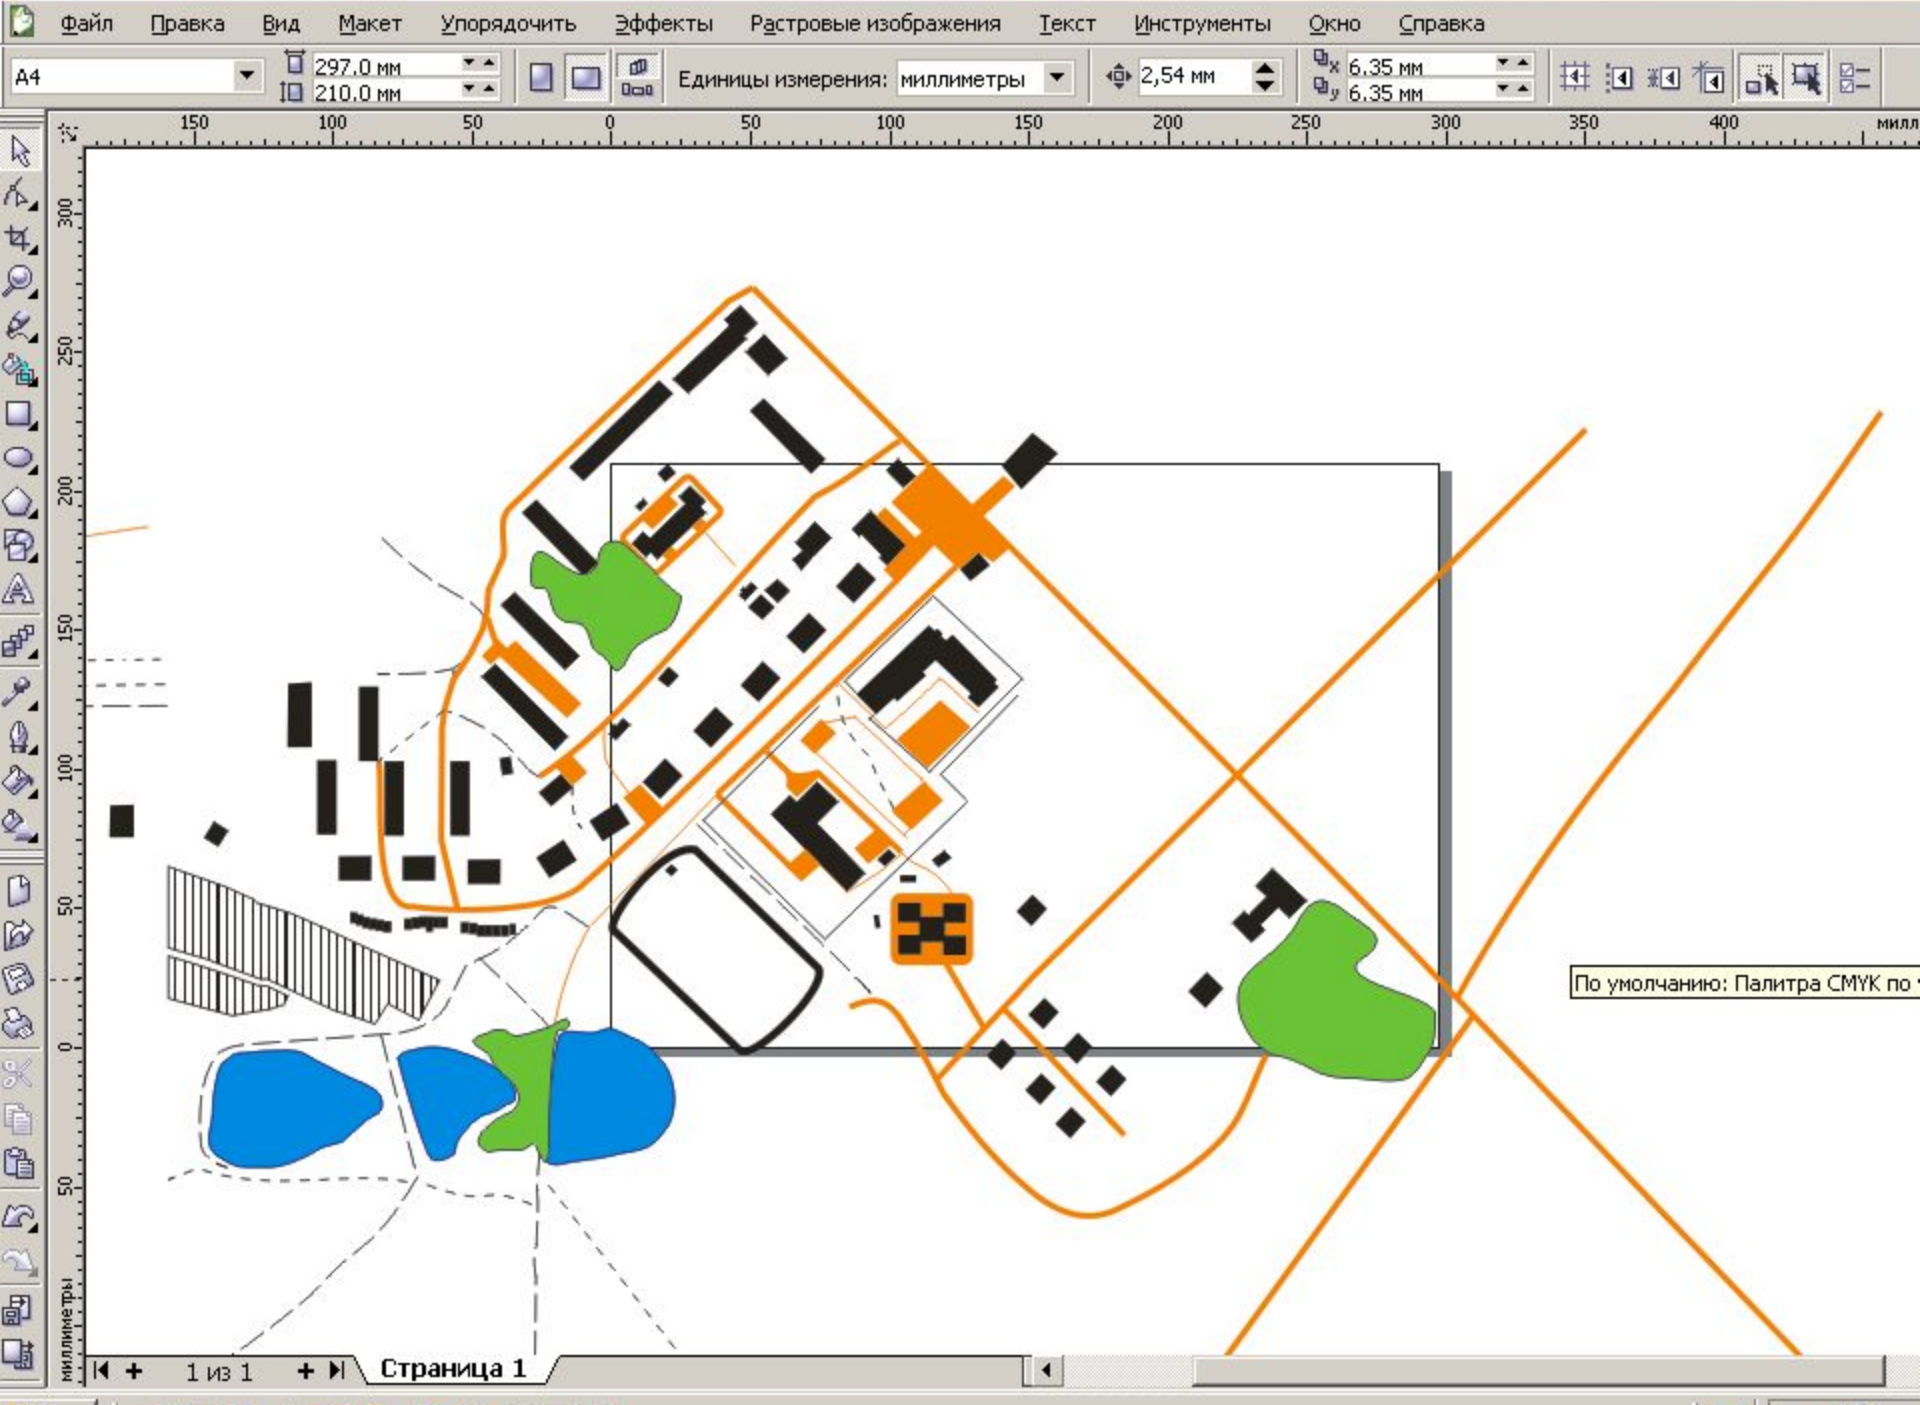 Файл Правка Вид Макет Упорядочить Эффекты Растровые изображения Текст Инструменты Окно Справка
A4 297.0 мм 210.0 мм Единицы измерения: миллиметры 2,54 мм 6.35 мм 6.35 мм
150 100 50 0 50 100 150 200 250 300 350 400 милл
300
250
200
150
100
50
0
50
миллиметры
По умолчанию: Палитра CMYK по
1 из 1 Страница 1